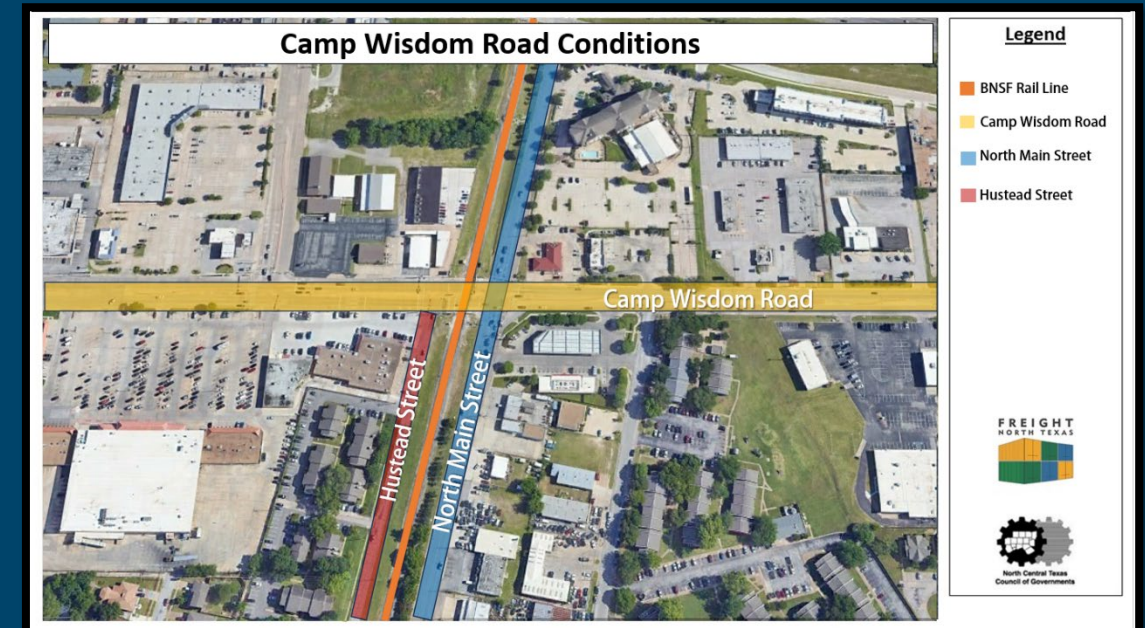 Camp Wisdom Road Conditions
Camp Wisdom Road
Hustead Street
North Main Street
Legend
BNSF Rail Line
Camp Wisdom Road
North Main Street
Hustead Street
FREIGHT
NORTH TEXAS
North Central Texas
Council of Governments